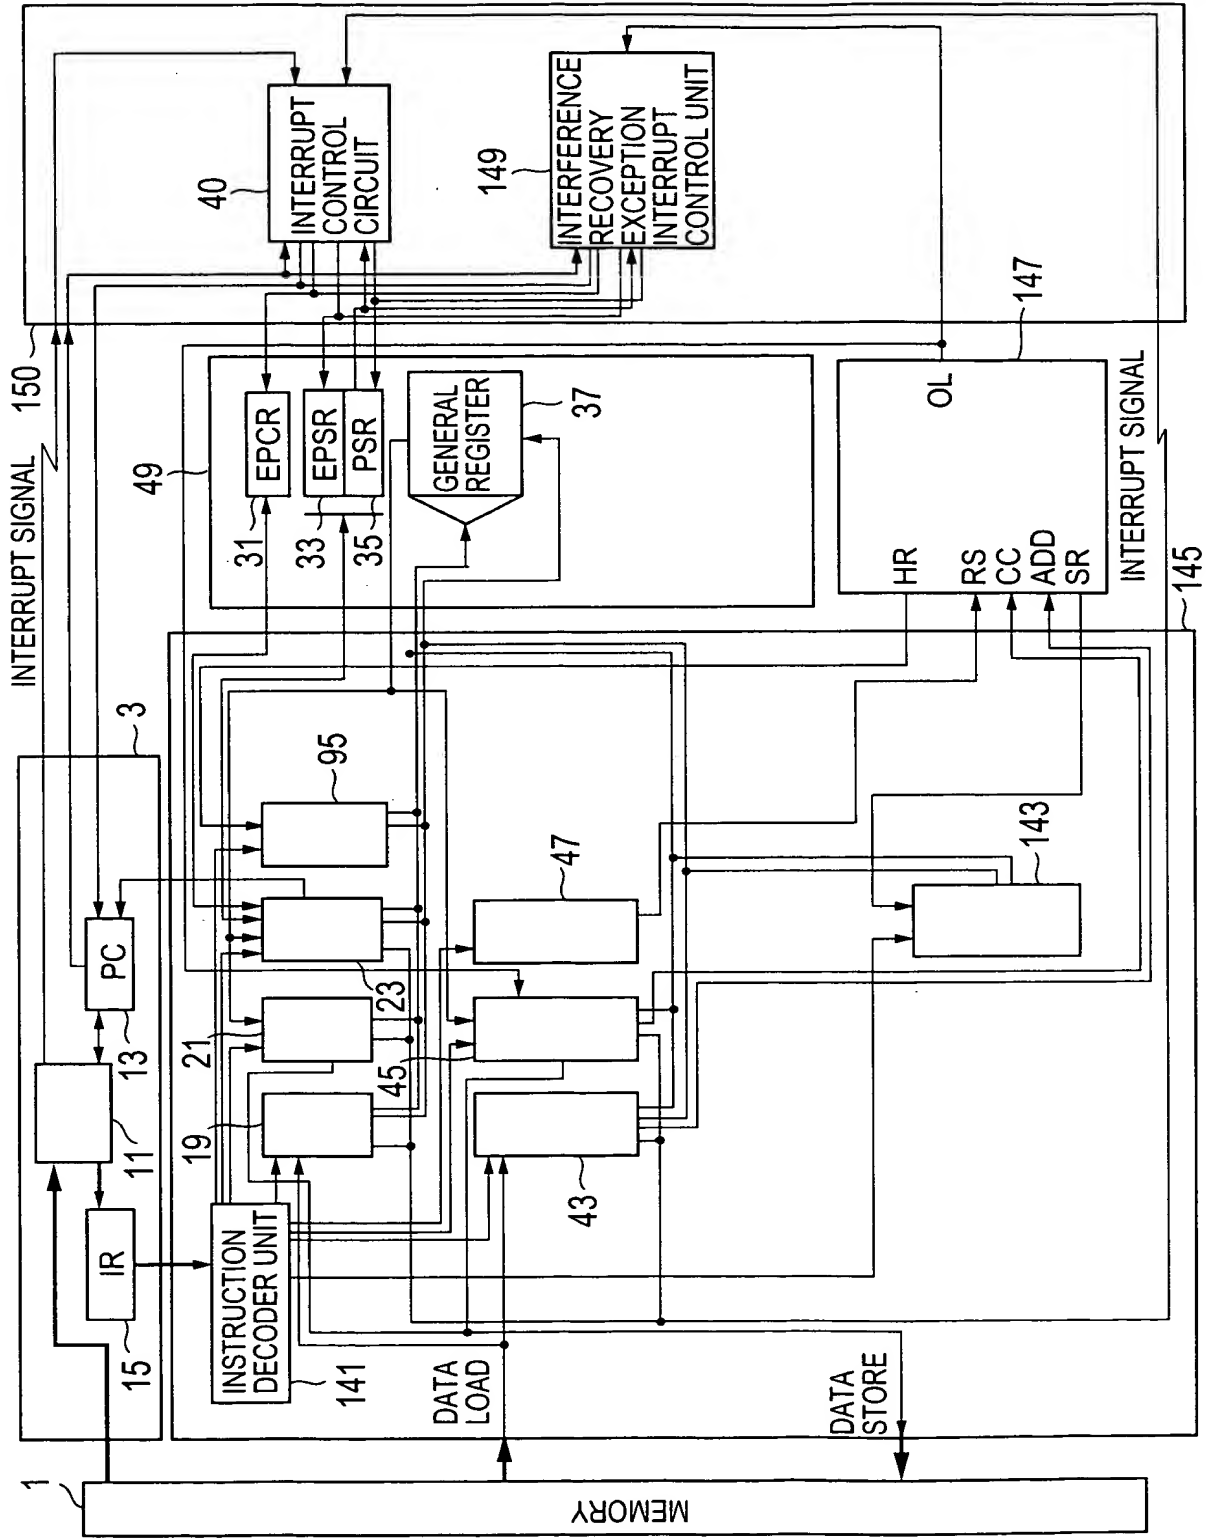 1
MEMORY
3
11
13
PC
15
IR
INTERRUPT SIGNAL
150
40
INTERRUPT
CONTROL
CIRCUIT
149
INTERFERENCE
RECOVERY
EXCEPTION
INTERRUPT
CONTROL UNIT
49
31
EPCR
33
EPSR
35
PSR
GENERAL
REGISTER
37
141
INSTRUCTION
DECODER UNIT
19
21
23
95
43
45
47
143
DATA
LOAD
DATA
STORE
145
147
OL
HR
RS
CC
ADD
SR
INTERRUPT SIGNAL